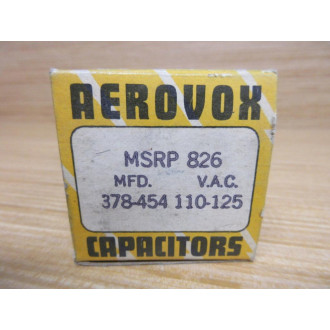 AEROVOX
MSRP 826
MFD. V.A.C.
378-454 110-125
CAPACITORS